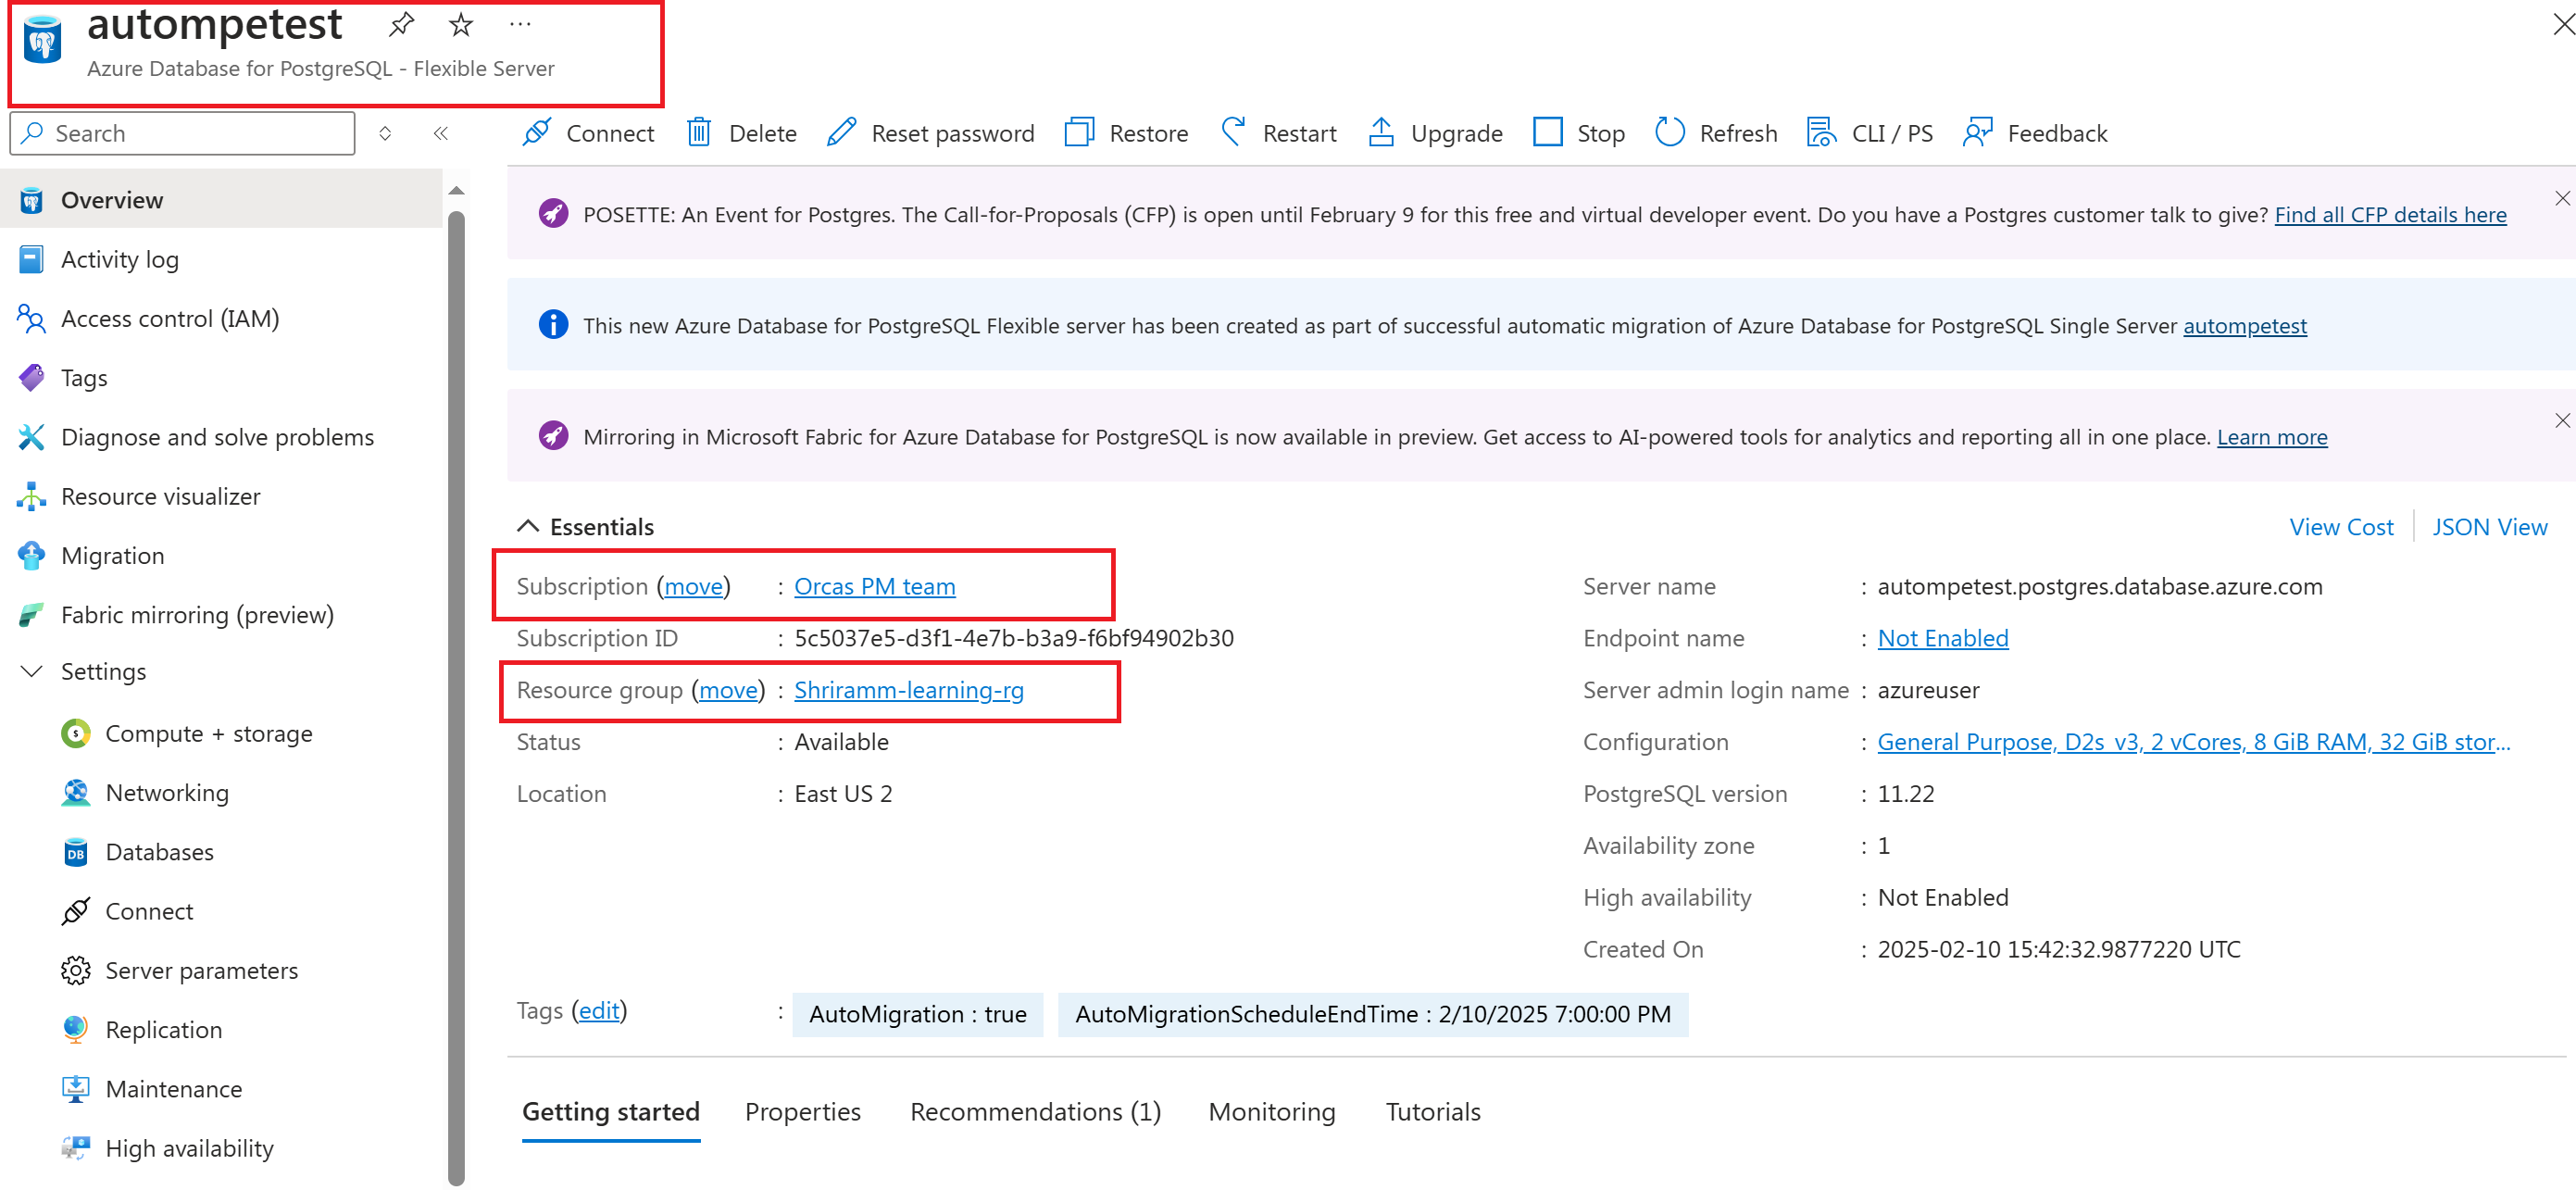 autompetest
Azure Database for PostgreSQL - Flexible Server
Search
Connect Delete Reset password Restore Restart Upgrade Stop Refresh CLI / PS Feedback
Overview
Activity log
Access control (IAM)
Tags
Diagnose and solve problems
Resource visualizer
Migration
Fabric mirroring (preview)
Settings
Compute + storage
Networking
Databases
Connect
Server parameters
Replication
Maintenance
High availability
POSETTE: An Event for Postgres. The Call-for-Proposals (CFP) is open until February 9 for this free and virtual developer event. Do you have a Postgres customer talk to give? Find all CFP details here
This new Azure Database for PostgreSQL Flexible server has been created as part of successful automatic migration of Azure Database for PostgreSQL Single Server autompetest
Mirroring in Microsoft Fabric for Azure Database for PostgreSQL is now available in preview. Get access to AI-powered tools for analytics and reporting all in one place. Learn more
Essentials
View Cost JSON View
Subscription (move) : Orcas PM team
Subscription ID : 5c5037e5-d3f1-4e7b-b3a9-f6bf94902b30
Resource group (move) : Shriramm-learning-rg
Status : Available
Location : East US 2
Server name : autompetest.postgres.database.azure.com
Endpoint name : Not Enabled
Server admin login name : azureuser
Configuration : General Purpose, D2s_v3, 2 vCores, 8 GiB RAM, 32 GiB stor...
PostgreSQL version : 11.22
Availability zone : 1
High availability : Not Enabled
Created On : 2025-02-10 15:42:32.9877220 UTC
Tags (edit) : AutoMigration : true AutoMigrationScheduleEndTime : 2/10/2025 7:00:00 PM
Getting started Properties Recommendations (1) Monitoring Tutorials